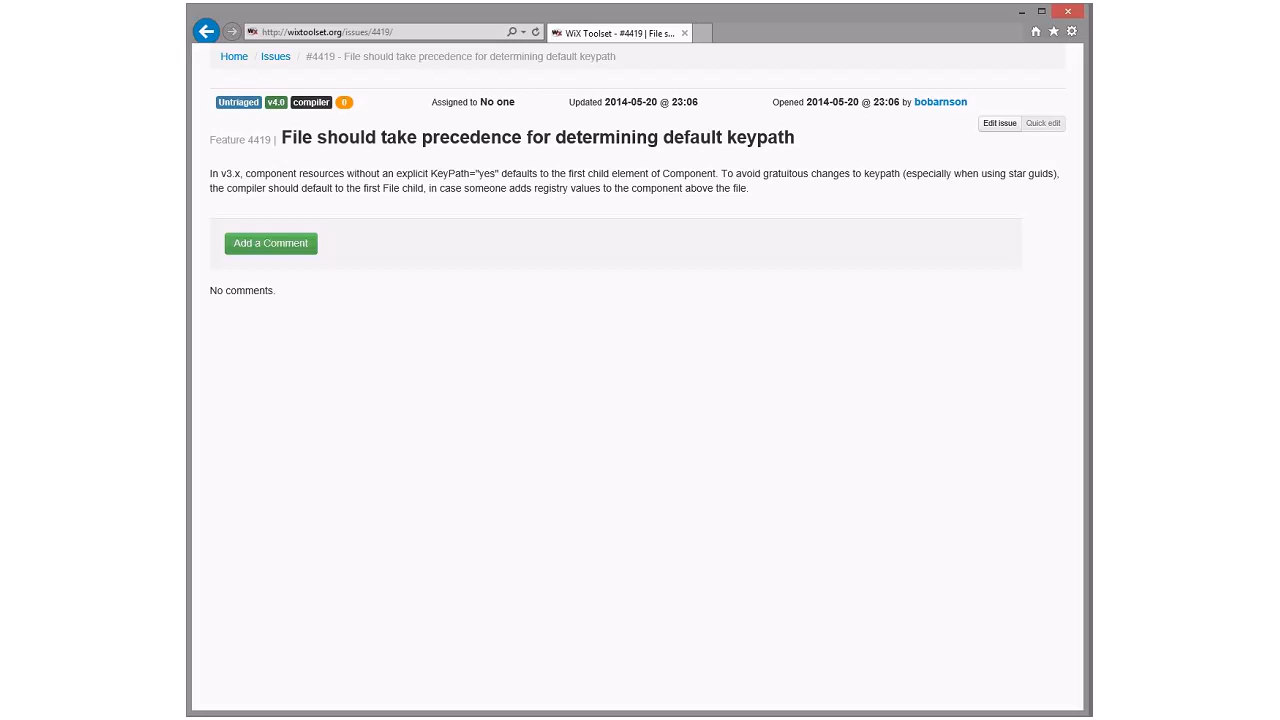 http://wixtoolset.org/issues/4419/
WiX Toolset - #4419 | File s...
Home / Issues / #4419 - File should take precedence for determining default keypath
Untriaged v4.0 compiler 0 Assigned to No one Updated 2014-05-20 @ 23:06 Opened 2014-05-20 @ 23:06 by bobarnson
Edit issue Quick edit
Feature 4419 | File should take precedence for determining default keypath
In v3.x, component resources without an explicit KeyPath="yes" defaults to the first child element of Component. To avoid gratuitous changes to keypath (especially when using star guids),
the compiler should default to the first File child, in case someone adds registry values to the component above the file.
Add a Comment
No comments.